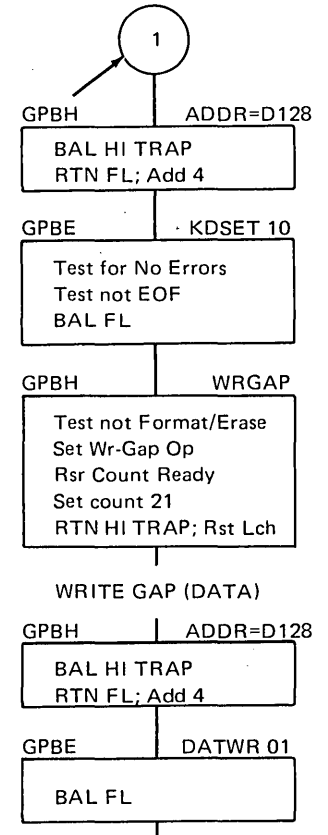 1
GPBH ADDR=D128
BAL HI TRAP
RTN FL; Add 4
GPBE KDSET 10
Test for No Errors
Test not EOF
BAL FL
GPBH WRGAP
Test not Format/Erase
Set Wr-Gap Op
Rsr Count Ready
Set count 21
RTN HI TRAP; Rst Lch
WRITE GAP (DATA)
GPBH ADDR=D128
BAL HI TRAP
RTN FL; Add 4
GPBE DATWR 01
BAL FL